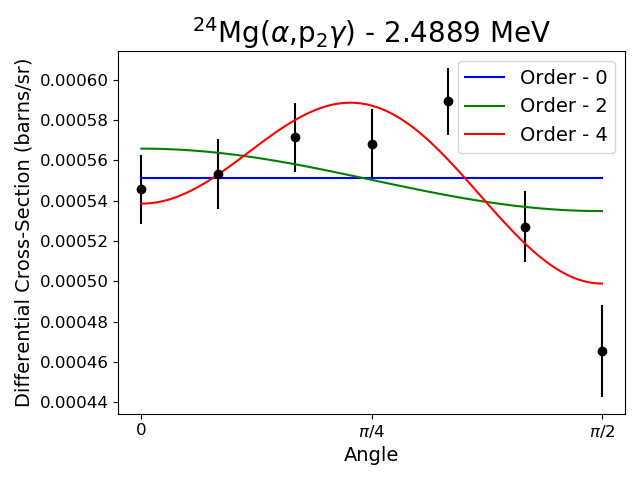 ²⁴Mg(α,p₂γ) - 2.4889 MeV
Differential Cross-Section (barns/sr)
0.00060
0.00058
0.00056
0.00054
0.00052
0.00050
0.00048
0.00046
0.00044
Order - 0
Order - 2
Order - 4
0
π/4
π/2
Angle